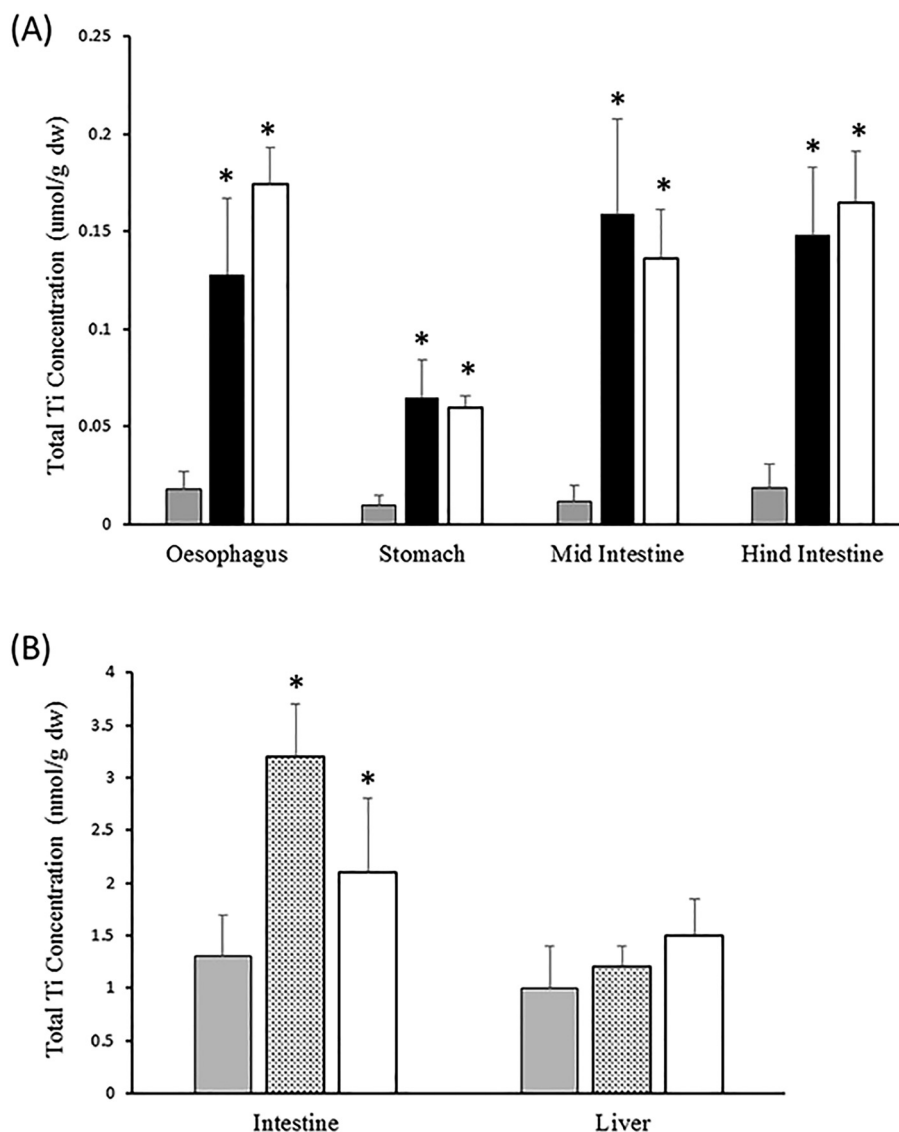 (A)
Total Ti Concentration (umol/g dw)
0.25
0.2
0.15
0.1
0.05
0
* * * * * * * *
Oesophagus Stomach Mid Intestine Hind Intestine
(B)
Total Ti Concentration (nmol/g dw)
4
3.5
3
2.5
2
1.5
1
0.5
0
* *
Intestine Liver